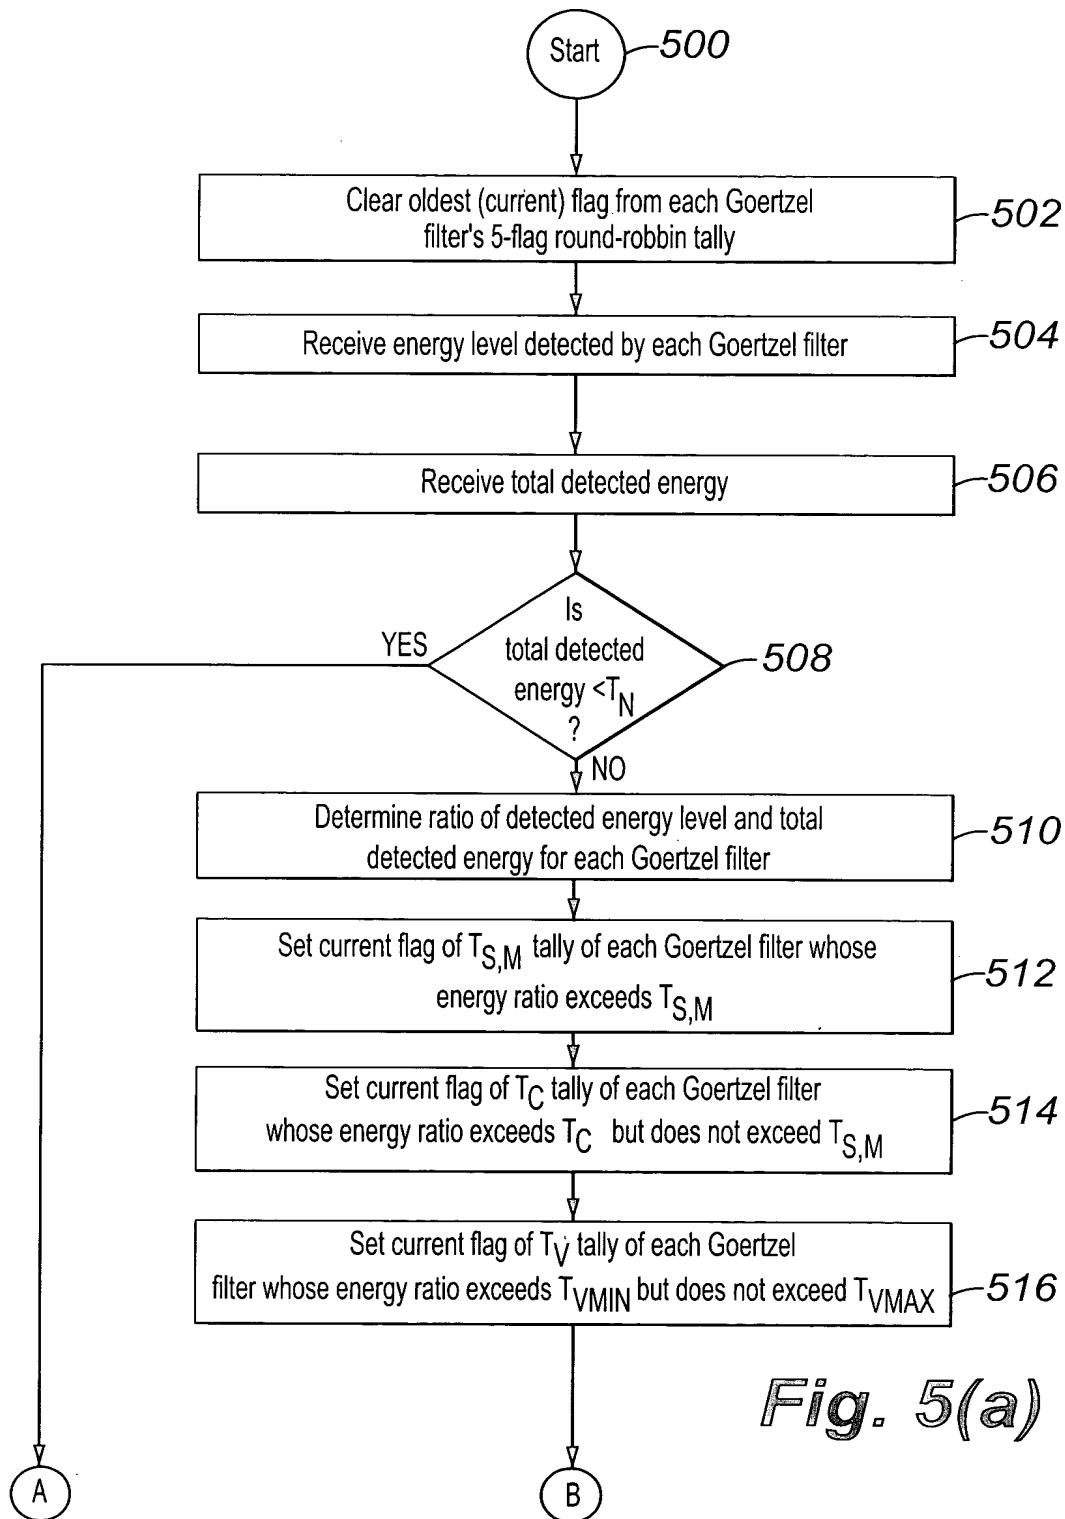 Start
500
Clear oldest (current) flag from each Goertzel
filter's 5-flag round-robbin tally
502
Receive energy level detected by each Goertzel filter
504
Receive total detected energy
506
Is
total detected
energy <T_N
?
508
YES
NO
Determine ratio of detected energy level and total
detected energy for each Goertzel filter
510
Set current flag of T_S,M tally of each Goertzel filter whose
energy ratio exceeds T_S,M
512
Set current flag of T_C tally of each Goertzel filter
whose energy ratio exceeds T_C but does not exceed T_S,M
514
Set current flag of T_V tally of each Goertzel
filter whose energy ratio exceeds T_VMIN but does not exceed T_VMAX
516
Fig. 5(a)
A
B